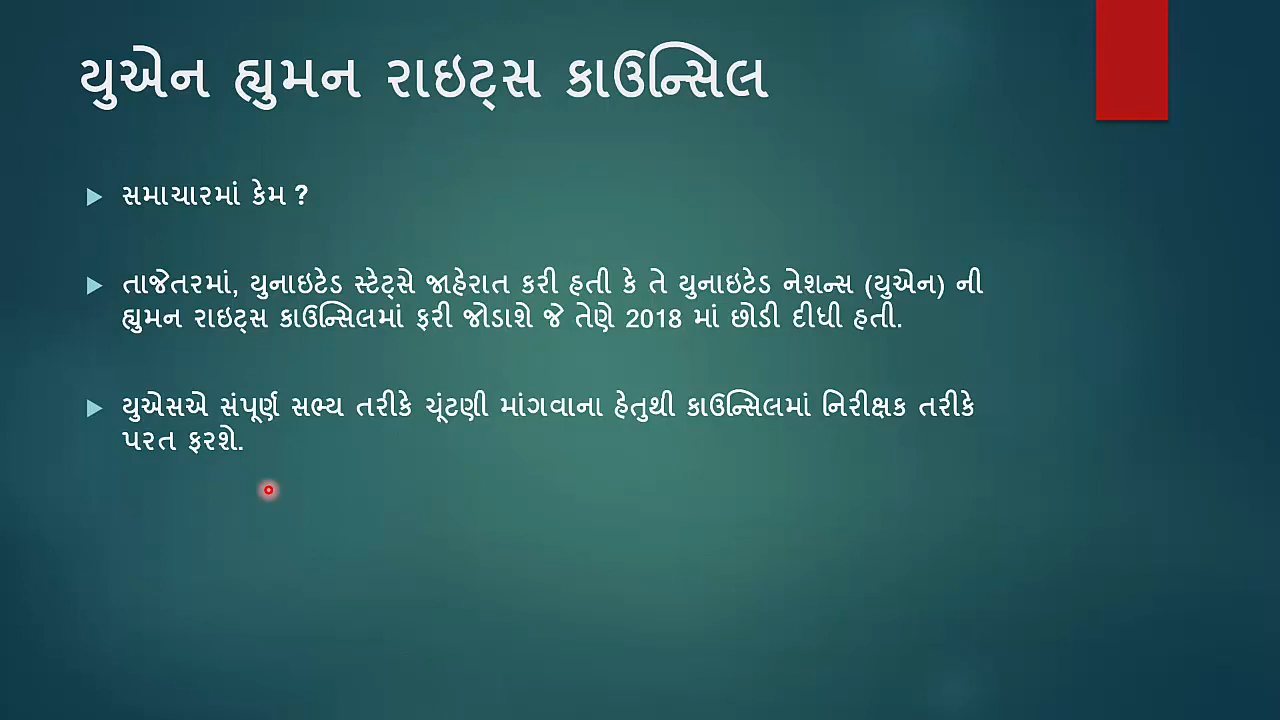 યુએન હ્યુમન રાઇટ્સ કાઉન્સિલ
સમાચારમાં કેમ ?
તાજેતરમાં, યુનાઇટેડ સ્ટેટ્સે જાહેરાત કરી હતી કે તે યુનાઇટેડ નેશન્સ (યુએન) ની
હ્યુમન રાઇટ્સ કાઉન્સિલમાં ફરી જોડાશે જે તેણે 2018 માં છોડી દીધી હતી.
યુએસએ સંપૂર્ણ સભ્ય તરીકે ચૂંટણી માંગવાના હેતુથી કાઉન્સિલમાં નિરીક્ષક તરીકે
પરત ફરશે.